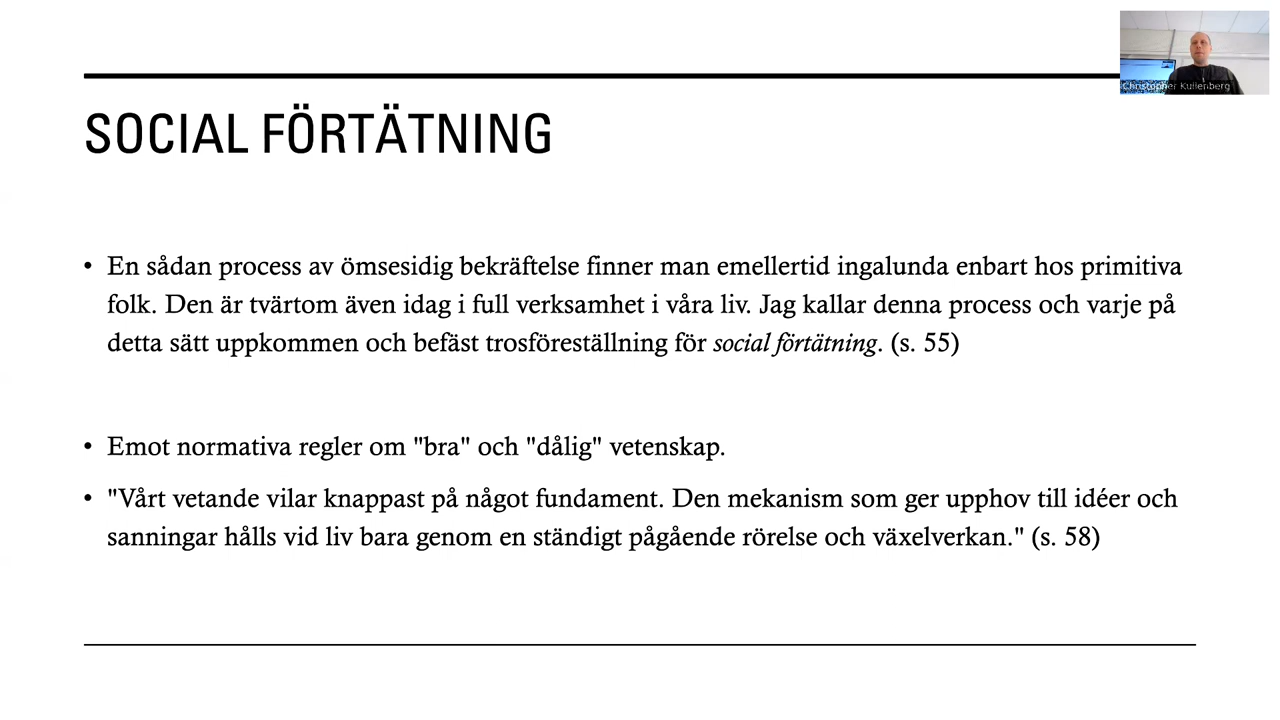 Christopher Kullenberg
SOCIAL FÖRTÄTNING
• En sådan process av ömsesidig bekräftelse finner man emellertid ingalunda enbart hos primitiva
folk. Den är tvärtom även idag i full verksamhet i våra liv. Jag kallar denna process och varje på
detta sätt uppkommen och befäst trosföreställning för social förtätning. (s. 55)
• Emot normativa regler om "bra" och "dålig" vetenskap.
• "Vårt vetande vilar knappast på något fundament. Den mekanism som ger upphov till idéer och
sanningar hålls vid liv bara genom en ständigt pågående rörelse och växelverkan." (s. 58)